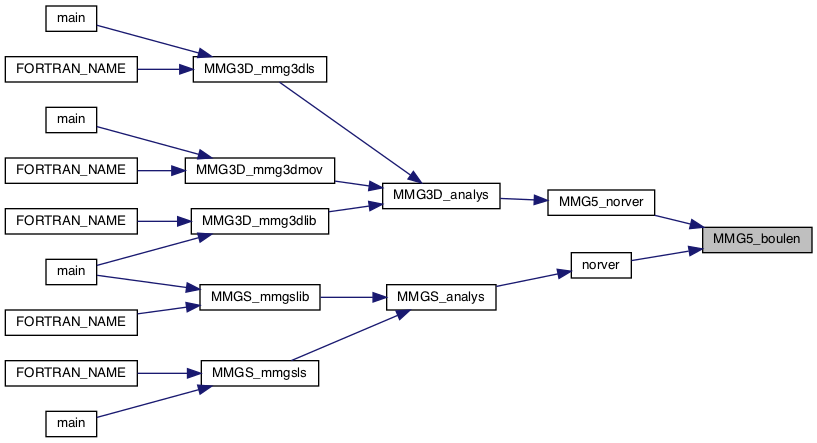 main
FORTRAN_NAME
MMG3D_mmg3dls
main
FORTRAN_NAME
MMG3D_mmg3dmov
MMG3D_analys
MMG5_norver
FORTRAN_NAME
MMG3D_mmg3dlib
MMG5_boulen
main
norver
MMGS_mmgslib
MMGS_analys
FORTRAN_NAME
FORTRAN_NAME
MMGS_mmgsls
main